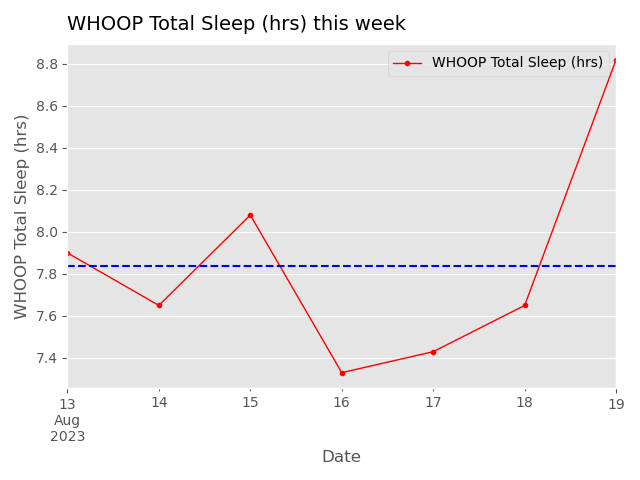 WHOOP Total Sleep (hrs) this week
WHOOP Total Sleep (hrs)
WHOOP Total Sleep (hrs)
8.8
8.6
8.4
8.2
8.0
7.8
7.6
7.4
13 14 15 16 17 18 19
Aug
2023
Date